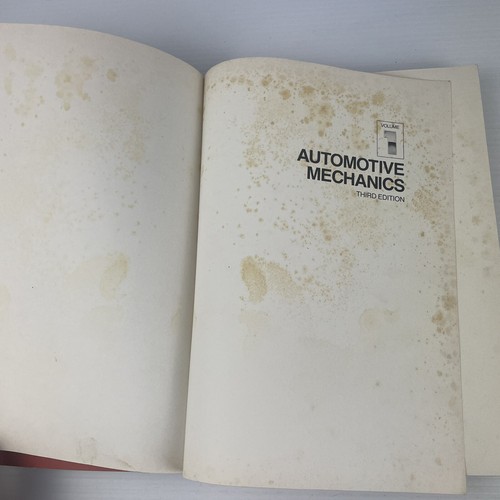 VOLUME
1
AUTOMOTIVE
MECHANICS
THIRD EDITION